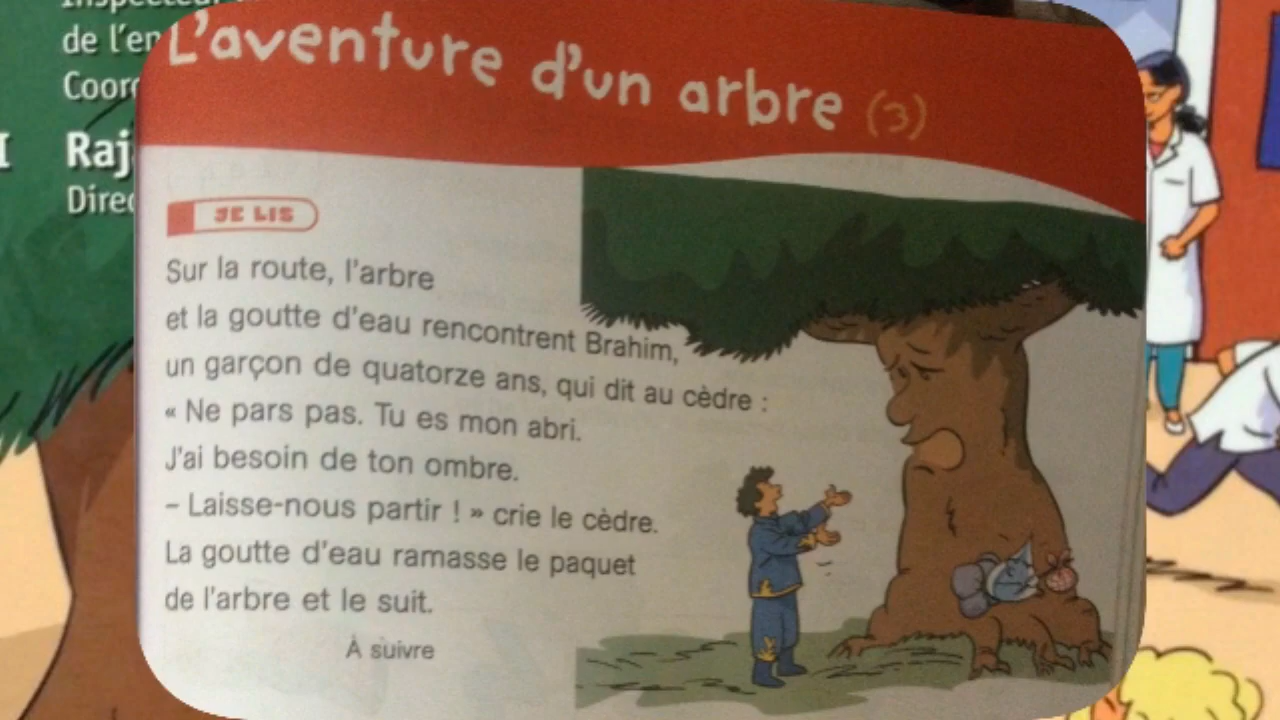 Inspecteur
de l'en
Coord
I Raj
Direc
L'aventure d'un arbre (3)
JE LIS
Sur la route, l'arbre
et la goutte d'eau rencontrent Brahim,
un garçon de quatorze ans, qui dit au cèdre :
« Ne pars pas. Tu es mon abri.
J'ai besoin de ton ombre.
– Laisse-nous partir ! » crie le cèdre.
La goutte d'eau ramasse le paquet
de l'arbre et le suit.
À suivre